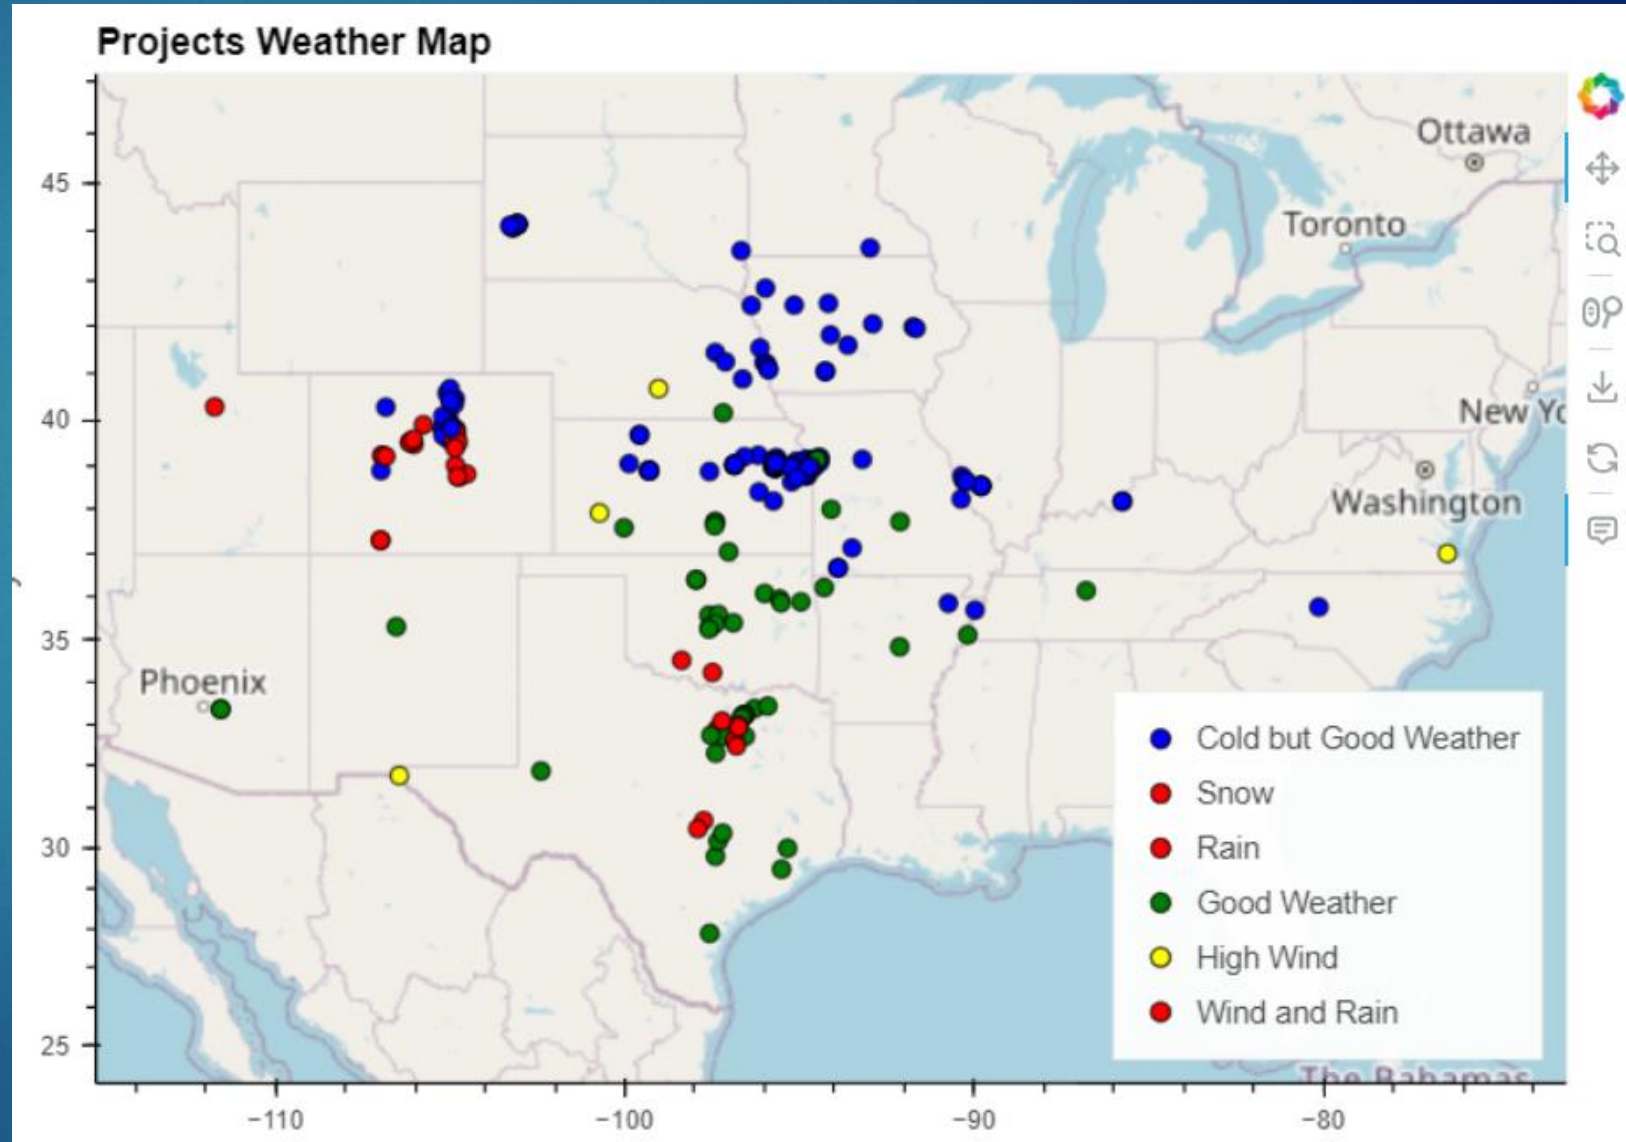 Projects Weather Map
Ottawa
Toronto
New Yo
Washington
Phoenix
45
40
35
30
25
−110
−100
−90
−80
Cold but Good Weather
Snow
Rain
Good Weather
High Wind
Wind and Rain
The Bahamas